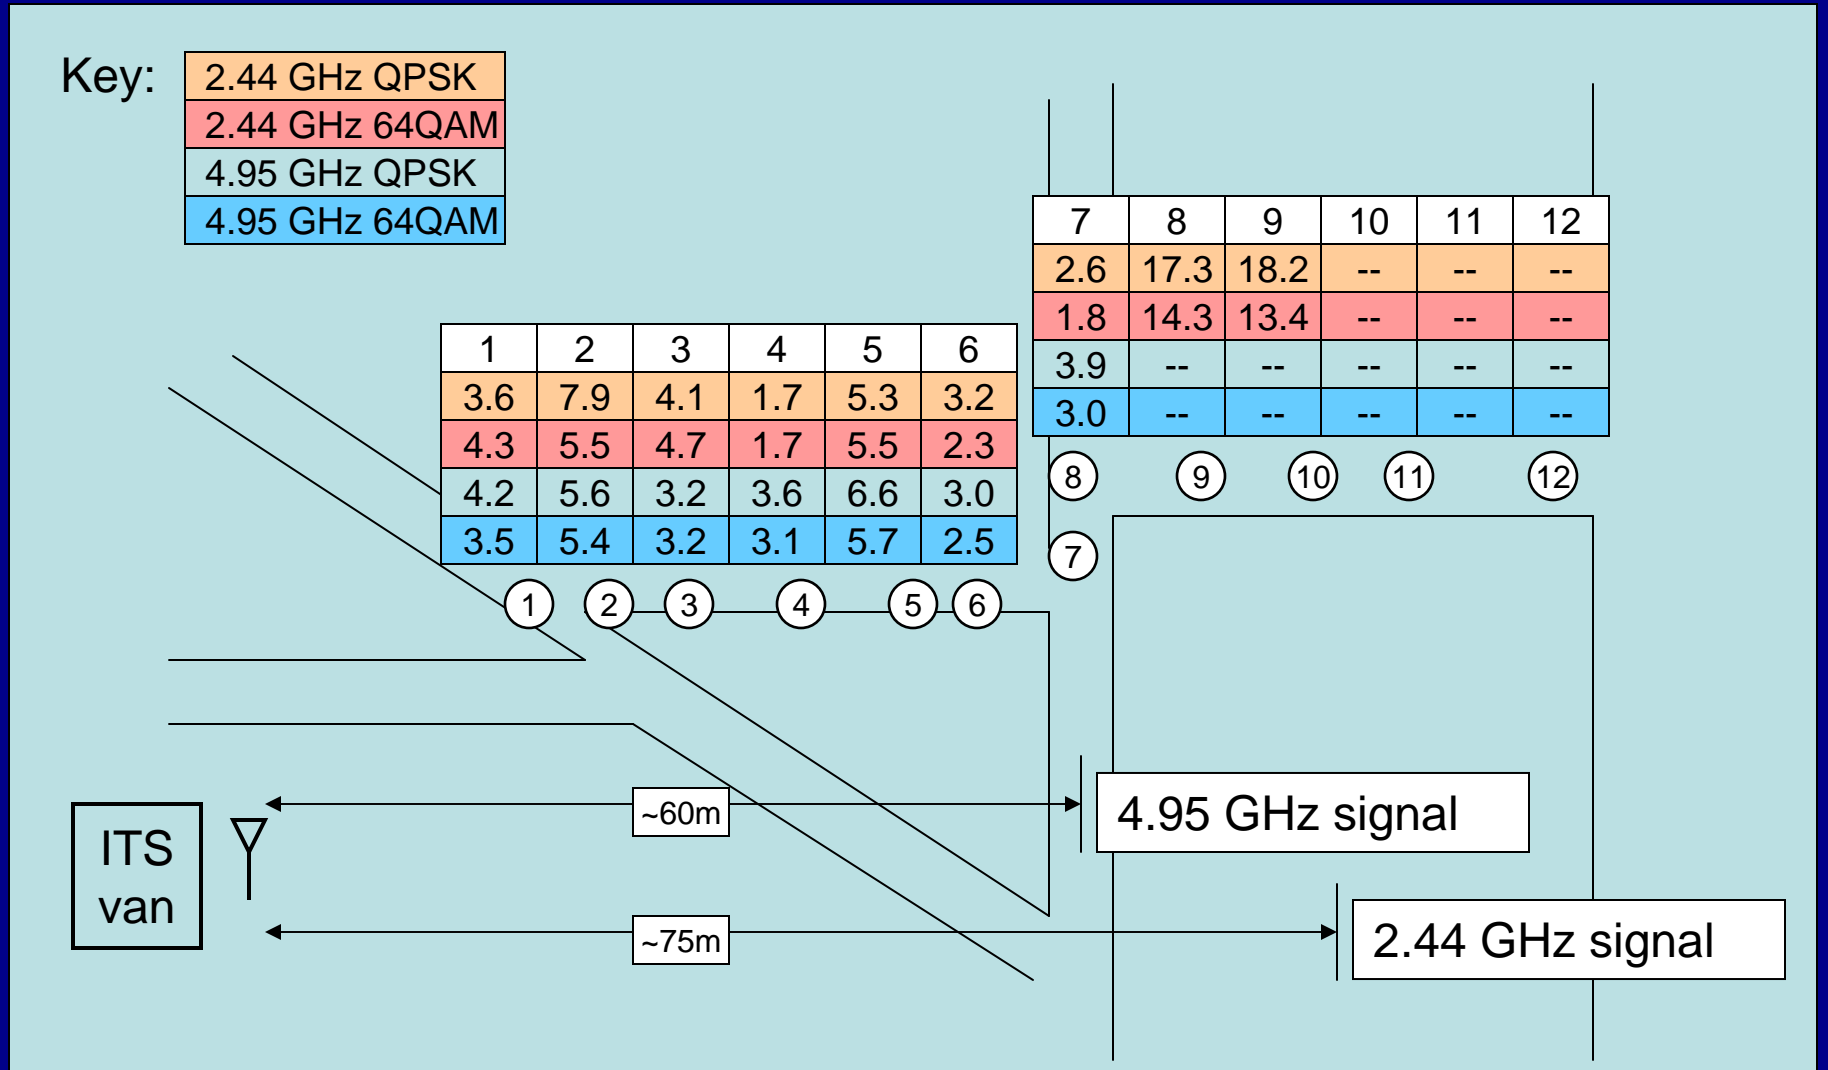 Key:
2.44 GHz QPSK
2.44 GHz 64QAM
4.95 GHz QPSK
4.95 GHz 64QAM
7 8 9 10 11 12
2.6 17.3 18.2 -- -- --
1.8 14.3 13.4 -- -- --
3.9 -- -- -- -- --
3.0 -- -- -- -- --
1 2 3 4 5 6
3.6 7.9 4.1 1.7 5.3 3.2
4.3 5.5 4.7 1.7 5.5 2.3
4.2 5.6 3.2 3.6 6.6 3.0
3.5 5.4 3.2 3.1 5.7 2.5
8 9 10 11 12
7
1 2 3 4 5 6
~60m
4.95 GHz signal
ITS
van
~75m
2.44 GHz signal